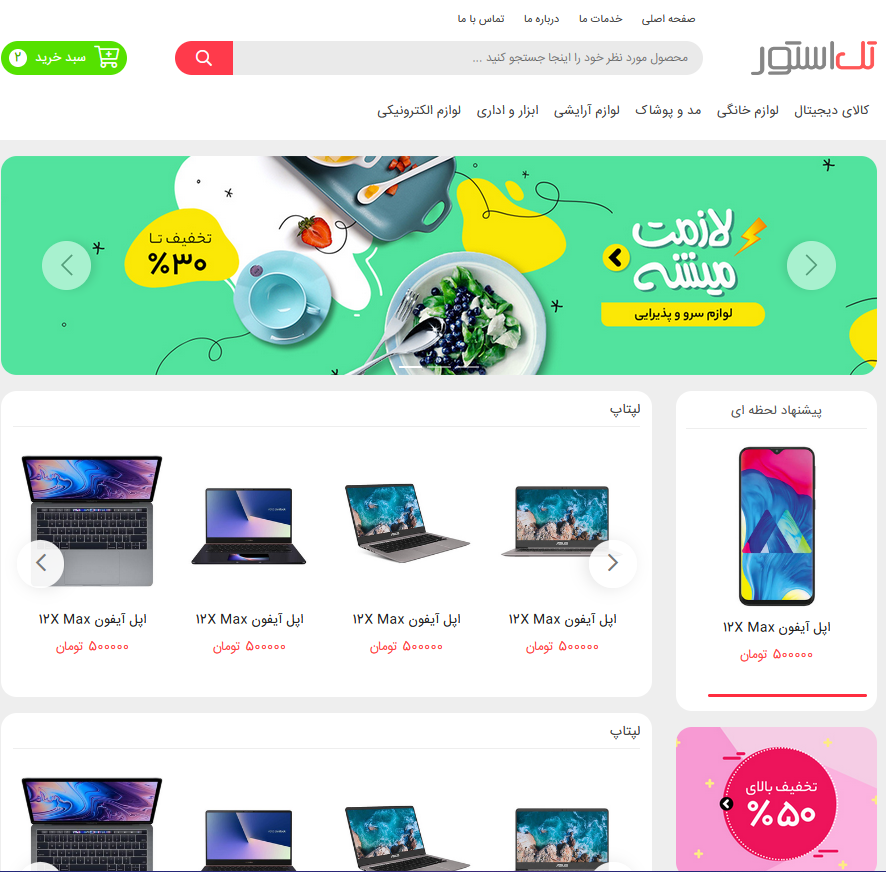 صفحه اصلی خدمات ما درباره ما تماس با ما
تل‌استور
محصول مورد نظر خود را اینجا جستجو کنید ...
سبد خرید ۲
کالای دیجیتال لوازم خانگی مد و پوشاک لوازم آرایشی ابزار و اداری لوازم الکترونیکی
لازمت
میشه
لوازم سرو و پذیرایی
تخفیف تا
%۳۰
پیشنهاد لحظه ای
اپل آیفون ۱۲X Max
۵۰۰۰۰۰ تومان
تخفیف بالای
%۵۰
لپتاپ
ASUS
اپل آیفون ۱۲X Max اپل آیفون ۱۲X Max اپل آیفون ۱۲X Max اپل آیفون ۱۲X Max
۵۰۰۰۰۰ تومان ۵۰۰۰۰۰ تومان ۵۰۰۰۰۰ تومان ۵۰۰۰۰۰ تومان
لپتاپ
ASUS